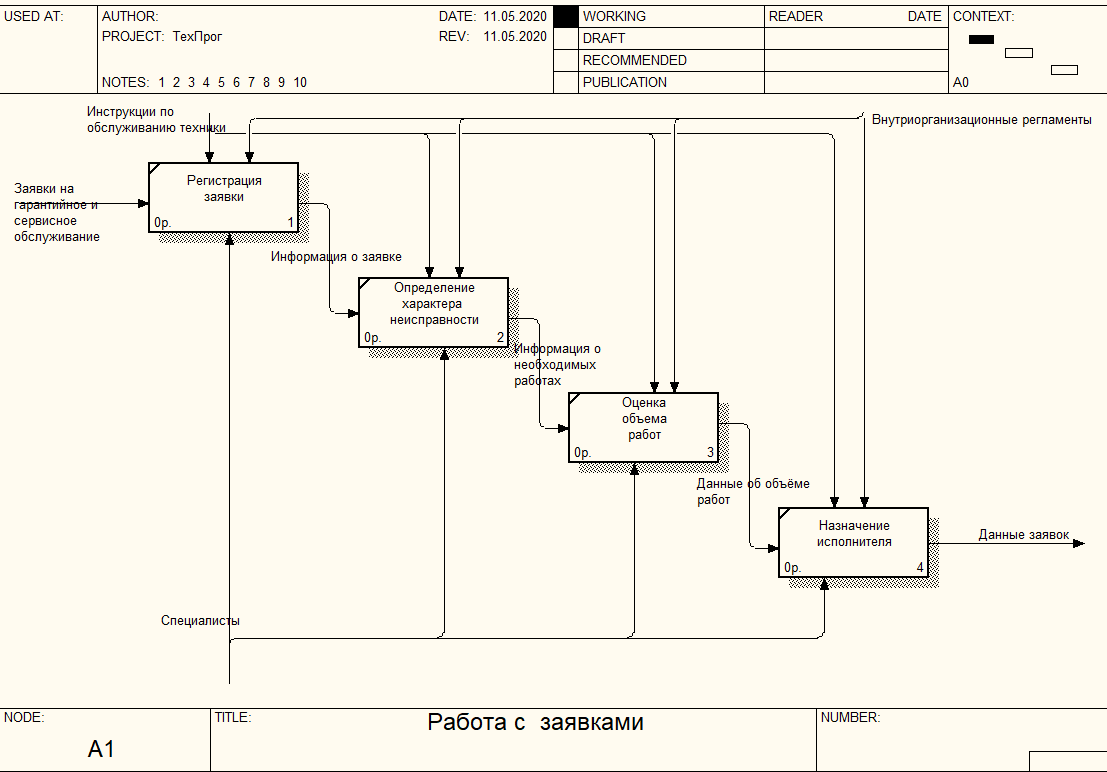 USED AT:
AUTHOR:
DATE: 11.05.2020
PROJECT: ТехПрог
REV: 11.05.2020
NOTES: 1 2 3 4 5 6 7 8 9 10
WORKING
DRAFT
RECOMMENDED
PUBLICATION
READER
DATE
CONTEXT:
A0
Инструкции по
обслуживанию техники
Внутриорганизационные регламенты
Заявки на
гарантийное и
сервисное
обслуживание
Регистрация
заявки
0р.
1
Информация о заявке
Определение
характера
неисправности
0р.
2
Информация о
необходимых
работах
Оценка
объема
работ
0р.
3
Данные об объёме
работ
Назначение
исполнителя
0р.
4
Данные заявок
Специалисты
NODE:
A1
TITLE:
Работа с заявками
NUMBER: